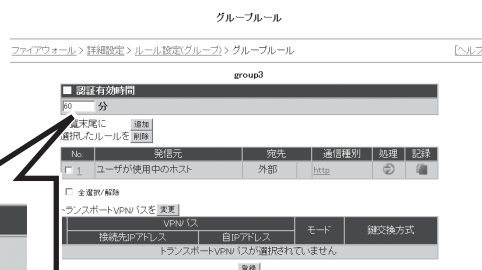 グループルール
ファイアウォール > 詳細設定 > ルール設定(グループ) > グループルール [ヘルプ
group3
■ 認証有効時間
60 分
覧末尾に 追加
選択したルールを 削除
No. 発信元 宛先 通信種別 処理 記録
1 ユーザが使用中のホスト 外部 http
全選択/解除
トランスポートVPNパスを 変更
VPNパス モード 鍵交換方式
接続先IPアドレス 自IPアドレス
トランスポートVPNパスが選択されていません
登録